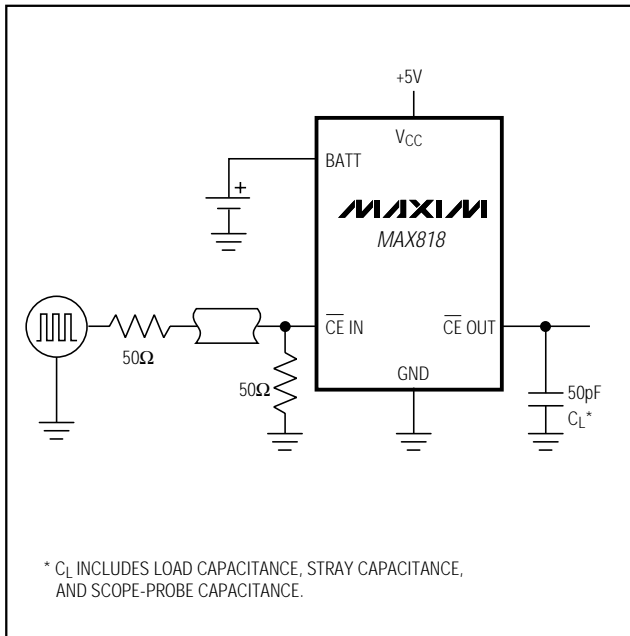 +5V
VCC
BATT
+
MAXIM
MAX818
CE IN
CE OUT
50Ω
50Ω
GND
50pF
CL*
* CL INCLUDES LOAD CAPACITANCE, STRAY CAPACITANCE,
AND SCOPE-PROBE CAPACITANCE.